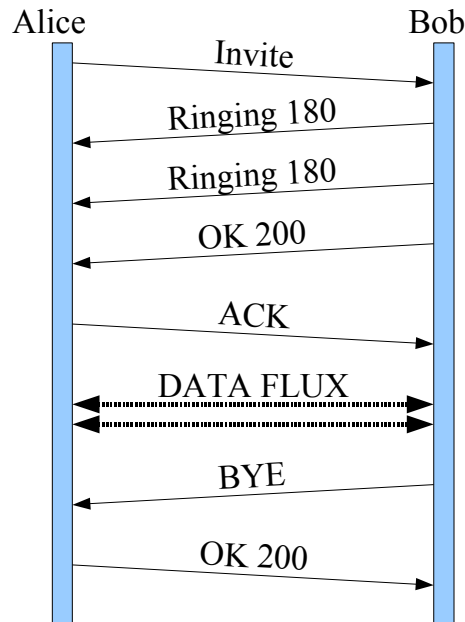 Alice Bob
Invite
Ringing 180
Ringing 180
OK 200
ACK
DATA FLUX
BYE
OK 200